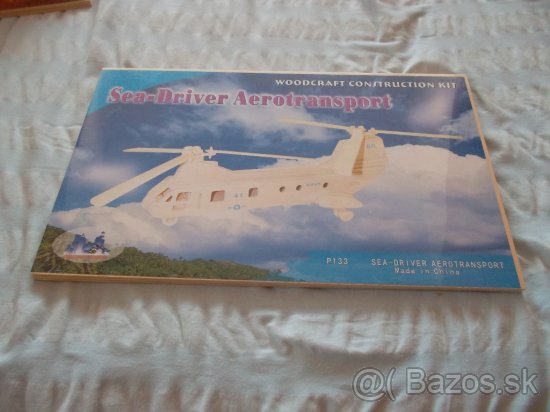 WOODCRAFT CONSTRUCTION KIT
Sea-Driver Aerotransport
P133 SEA-DRIVER AEROTRANSPORT
Made in China
@ Bazos.sk